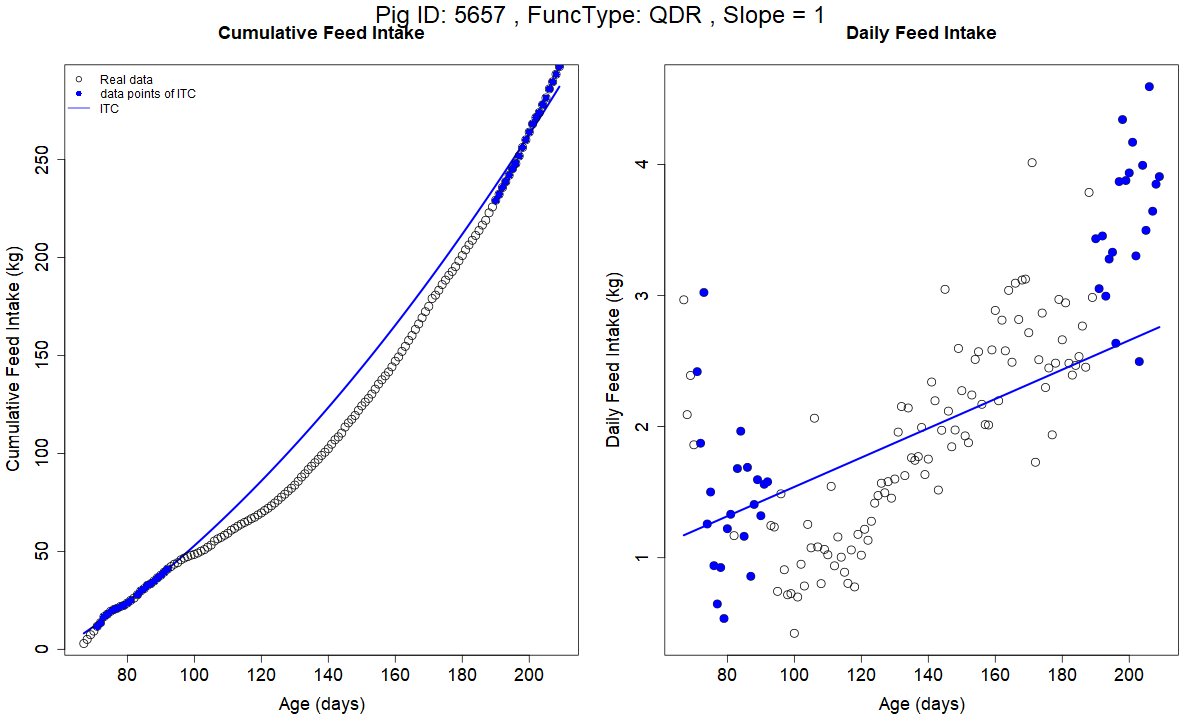 Pig ID: 5657 , FuncType: QDR , Slope = 1
Cumulative Feed Intake
Real data
data points of ITC
ITC
Cumulative Feed Intake (kg)
0
50
100
150
200
250
80
100
120
140
160
180
200
Age (days)
Daily Feed Intake
Daily Feed Intake (kg)
1
2
3
4
80
100
120
140
160
180
200
Age (days)